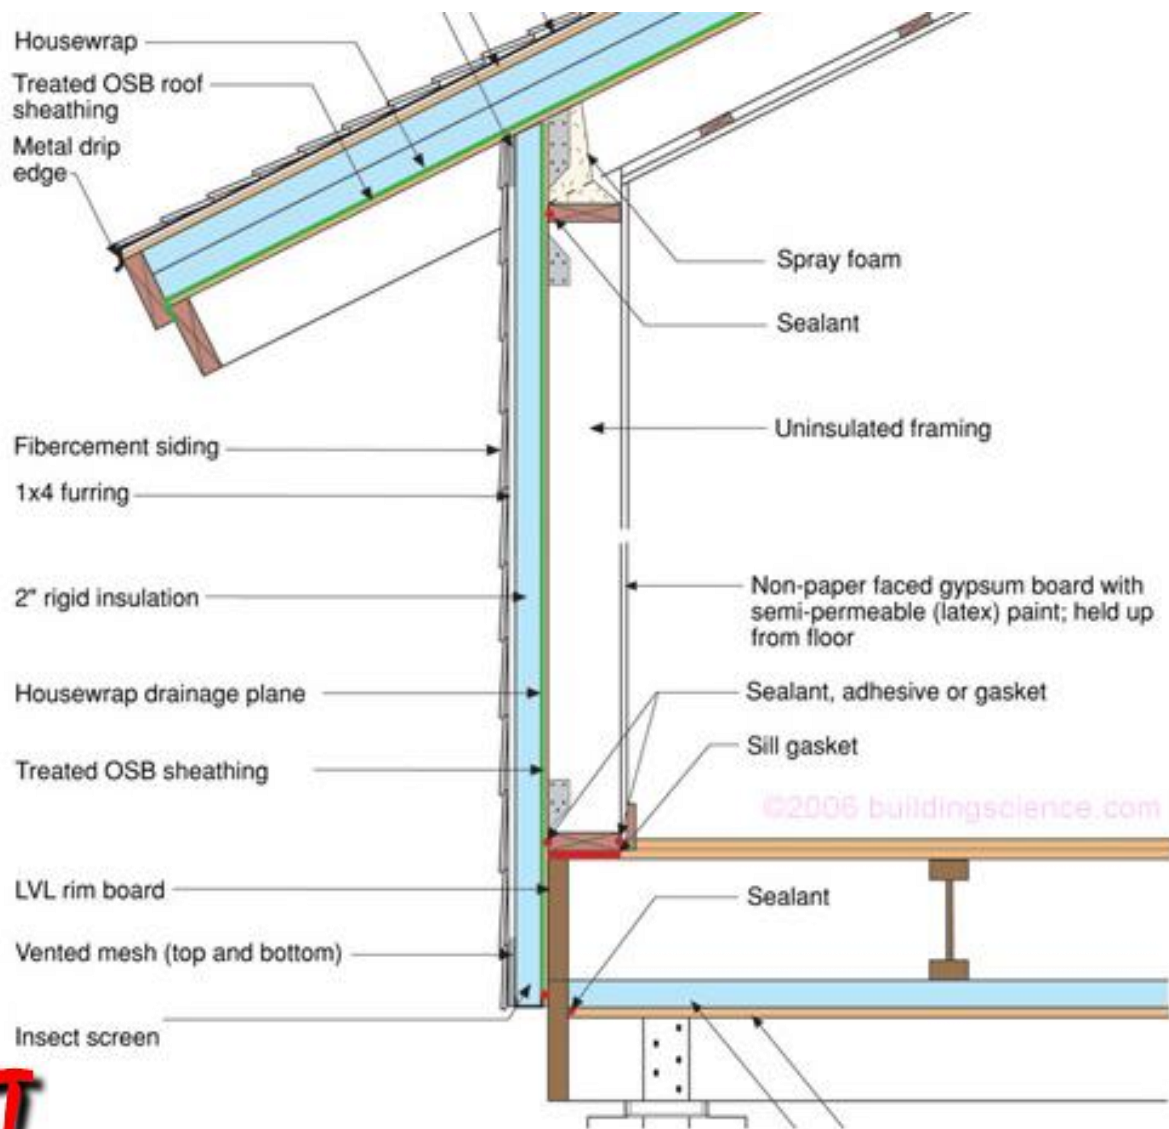 Housewrap
Treated OSB roof
sheathing
Metal drip
edge
Spray foam
Sealant
Fibercement siding
Uninsulated framing
1x4 furring
2" rigid insulation
Non-paper faced gypsum board with
semi-permeable (latex) paint; held up
from floor
Housewrap drainage plane
Sealant, adhesive or gasket
Sill gasket
Treated OSB sheathing
©2006 buildingscience.com
LVL rim board
Sealant
Vented mesh (top and bottom)
Insect screen